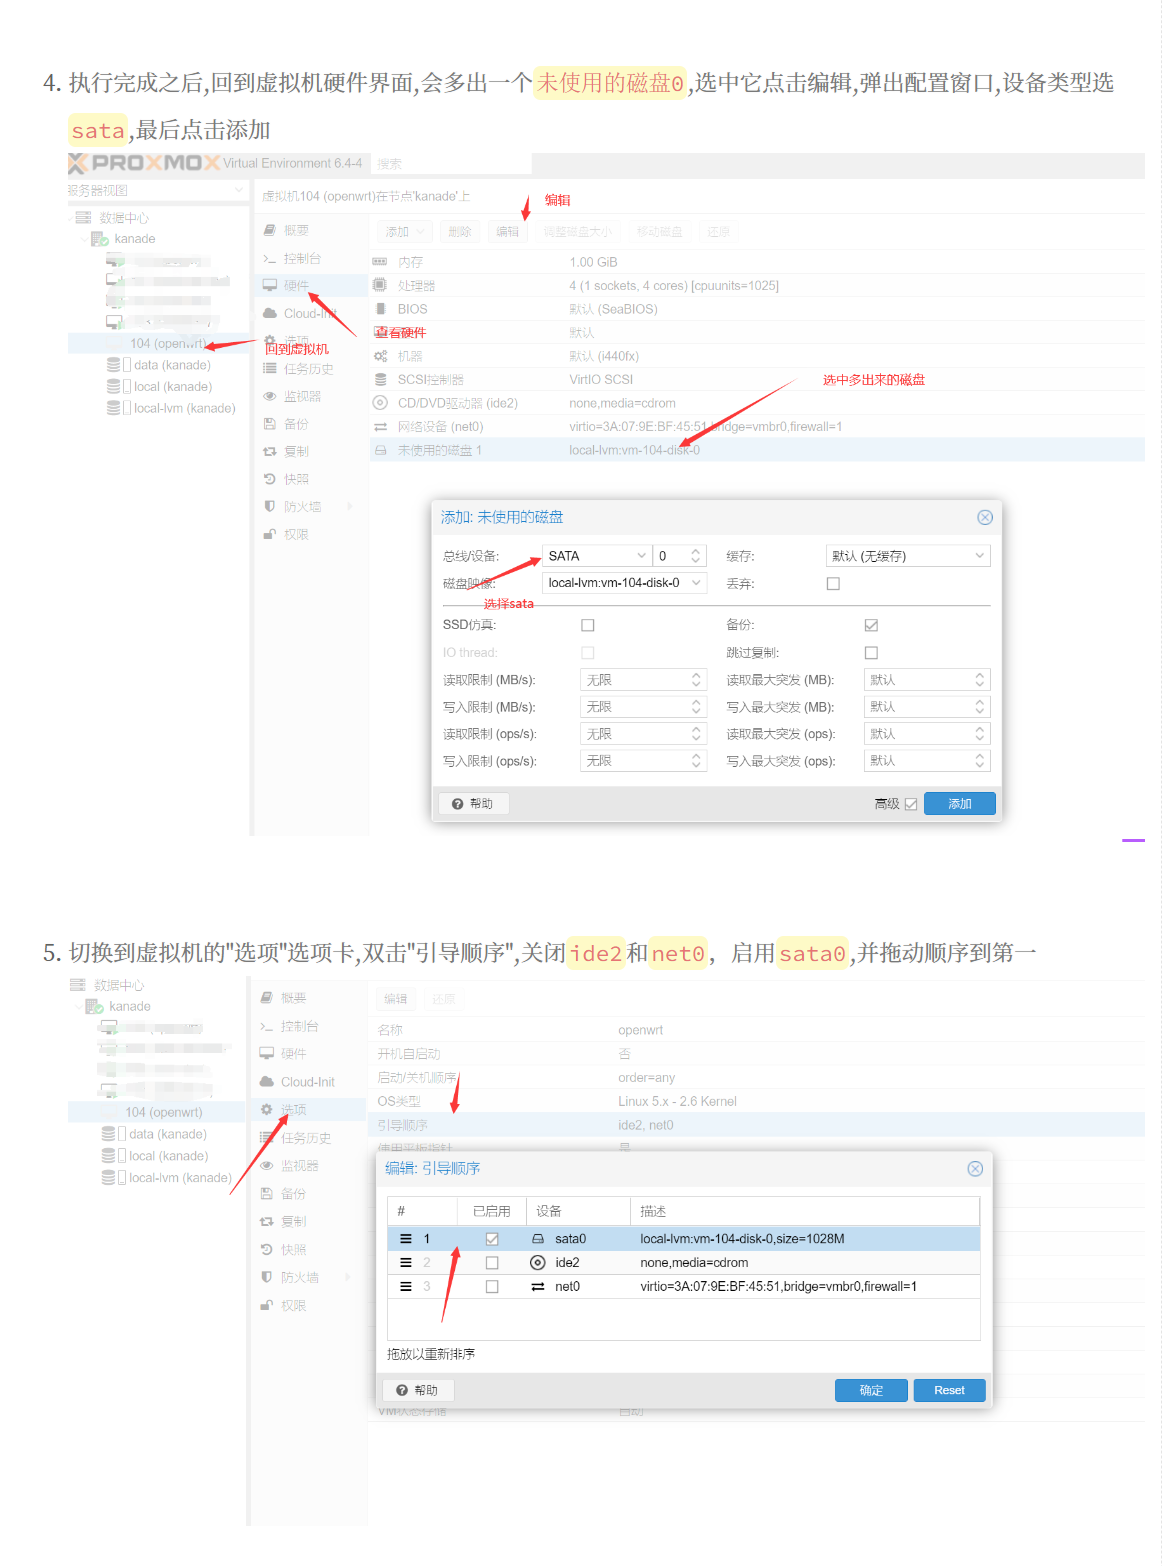 4. 执行完成之后,回到虚拟机硬件界面,会多出一个未使用的磁盘0,选中它点击编辑,弹出配置窗口,设备类型选
sata,最后点击添加
PROXMOX Virtual Environment 6.4-4 搜索
服务器视图
虚拟机104 (openwrt)在节点'kanade'上
编辑
数据中心
kanade
104 (openwrt)
data (kanade)
local (kanade)
local-lvm (kanade)
回到虚拟机
概要
控制台
硬件
Cloud-Init
选项
任务历史
监视器
备份
复制
快照
防火墙
权限
查看硬件
添加 删除 编辑 调整磁盘大小 移动磁盘 还原
内存 1.00 GiB
处理器 4 (1 sockets, 4 cores) [cpuunits=1025]
BIOS 默认 (SeaBIOS)
默认
机器 默认 (i440fx)
SCSI控制器 VirtIO SCSI
选中多出来的磁盘
CD/DVD驱动器 (ide2) none,media=cdrom
网络设备 (net0) virtio=3A:07:9E:BF:45:51,bridge=vmbr0,firewall=1
未使用的磁盘 1 local-lvm:vm-104-disk-0
添加: 未使用的磁盘
总线/设备: SATA 0 缓存: 默认 (无缓存)
磁盘映像: local-lvm:vm-104-disk-0 丢弃:
选择sata
SSD仿真: 备份:
IO thread: 跳过复制:
读取限制 (MB/s): 无限 读取最大突发 (MB): 默认
写入限制 (MB/s): 无限 写入最大突发 (MB): 默认
读取限制 (ops/s): 无限 读取最大突发 (ops): 默认
写入限制 (ops/s): 无限 写入最大突发 (ops): 默认
帮助 高级 添加
5. 切换到虚拟机的"选项"选项卡,双击"引导顺序",关闭ide2和net0，启用sata0,并拖动顺序到第一
数据中心
kanade
104 (openwrt)
data (kanade)
local (kanade)
local-lvm (kanade)
概要
控制台
硬件
Cloud-Init
选项
任务历史
监视器
备份
复制
快照
防火墙
权限
编辑 还原
名称 openwrt
开机自启动 否
启动/关机顺序 order=any
OS类型 Linux 5.x - 2.6 Kernel
引导顺序 ide2, net0
使用平板指针 是
编辑: 引导顺序
# 已启用 设备 描述
1 sata0 local-lvm:vm-104-disk-0,size=1028M
2 ide2 none,media=cdrom
3 net0 virtio=3A:07:9E:BF:45:51,bridge=vmbr0,firewall=1
拖放以重新排序
帮助 确定 Reset
VM状态存储 自动